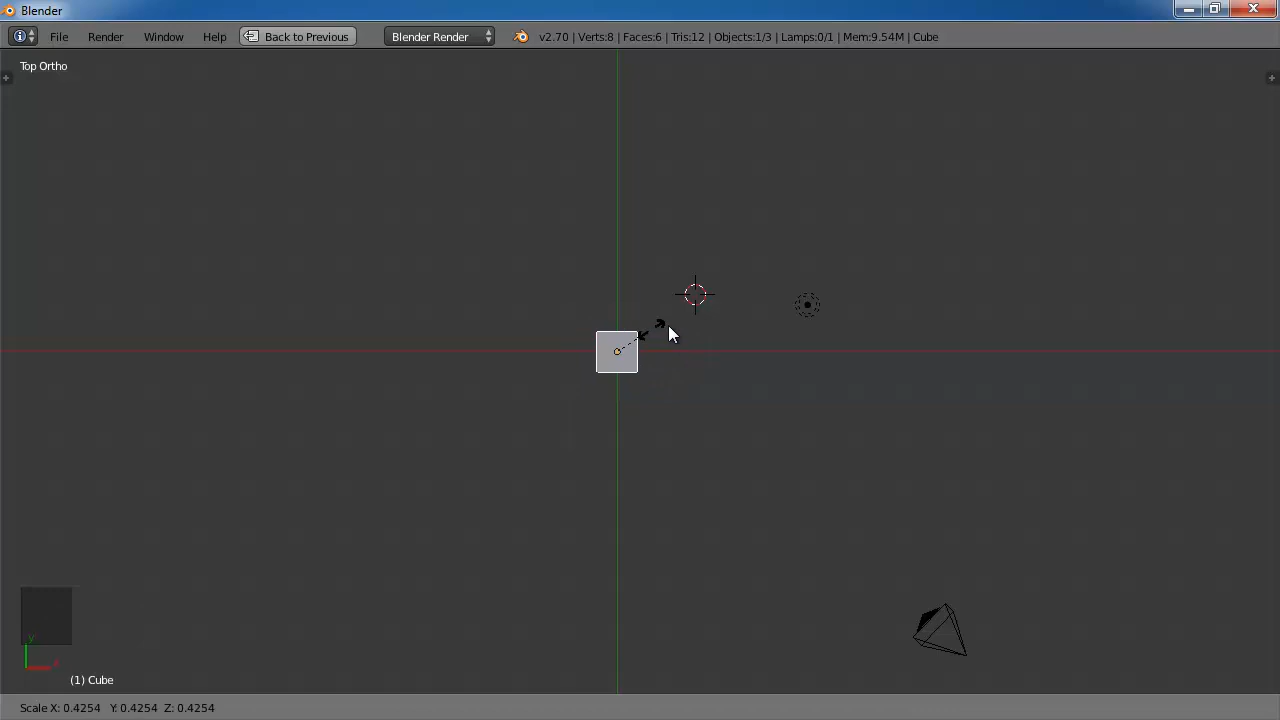 Blender
File Render Window Help Back to Previous Blender Render v2.70 | Verts:8 | Faces:6 | Tris:12 | Objects:1/3 | Lamps:0/1 | Mem:9.54M | Cube
Top Ortho
y
x
(1) Cube
Scale X: 0.4254 Y: 0.4254 Z: 0.4254